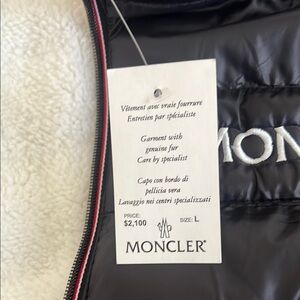 Vêtement avec vraie fourrure
Entretien par spécialiste
Garment with
genuine fur
Care by specialist
Capo con bordo di
pelliccia vera
Lavaggio nei centri specializzati
PRICE:
$2,100
SIZE: L
MONCLER
MON